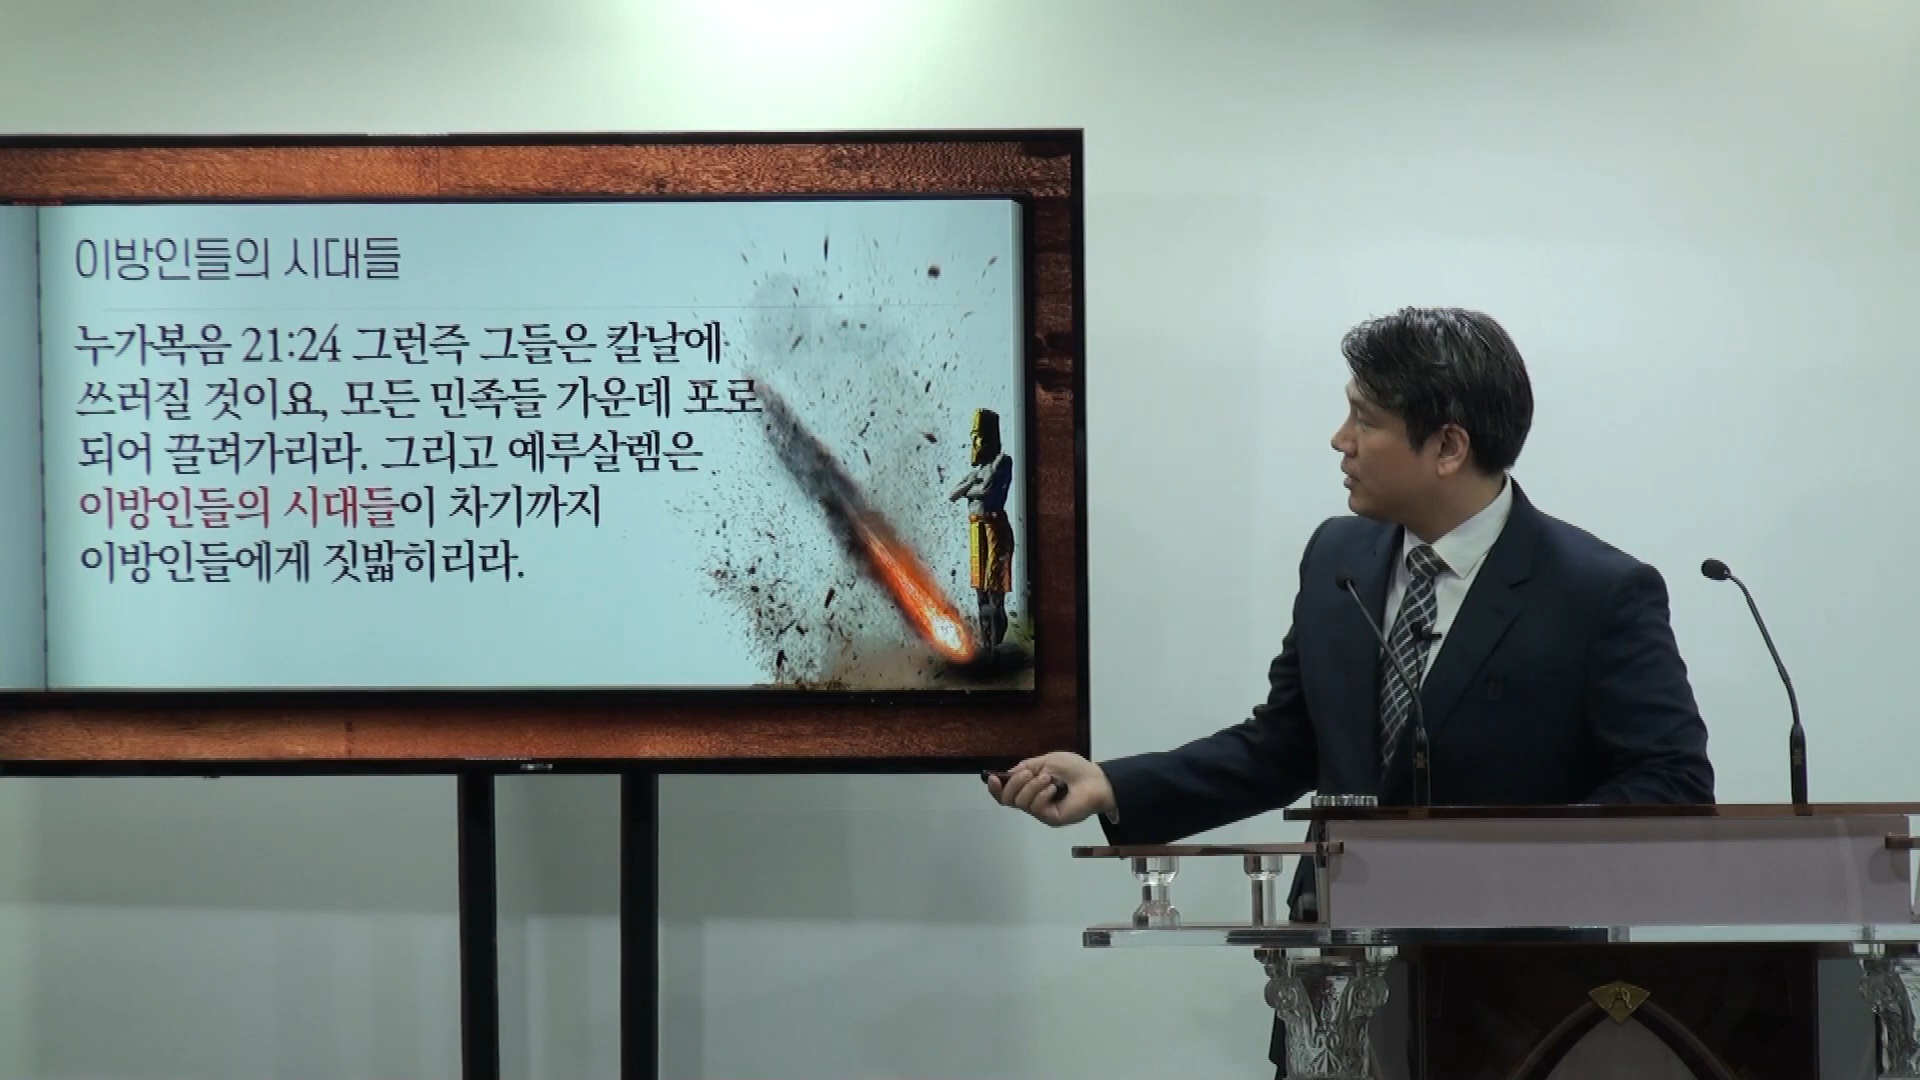 이방인들의 시대들
누가복음 21:24 그런즉 그들은 칼날에
쓰러질 것이요, 모든 민족들 가운데 포로
되어 끌려가리라. 그리고 예루살렘은
이방인들의 시대들이 차기까지
이방인들에게 짓밟히리라.